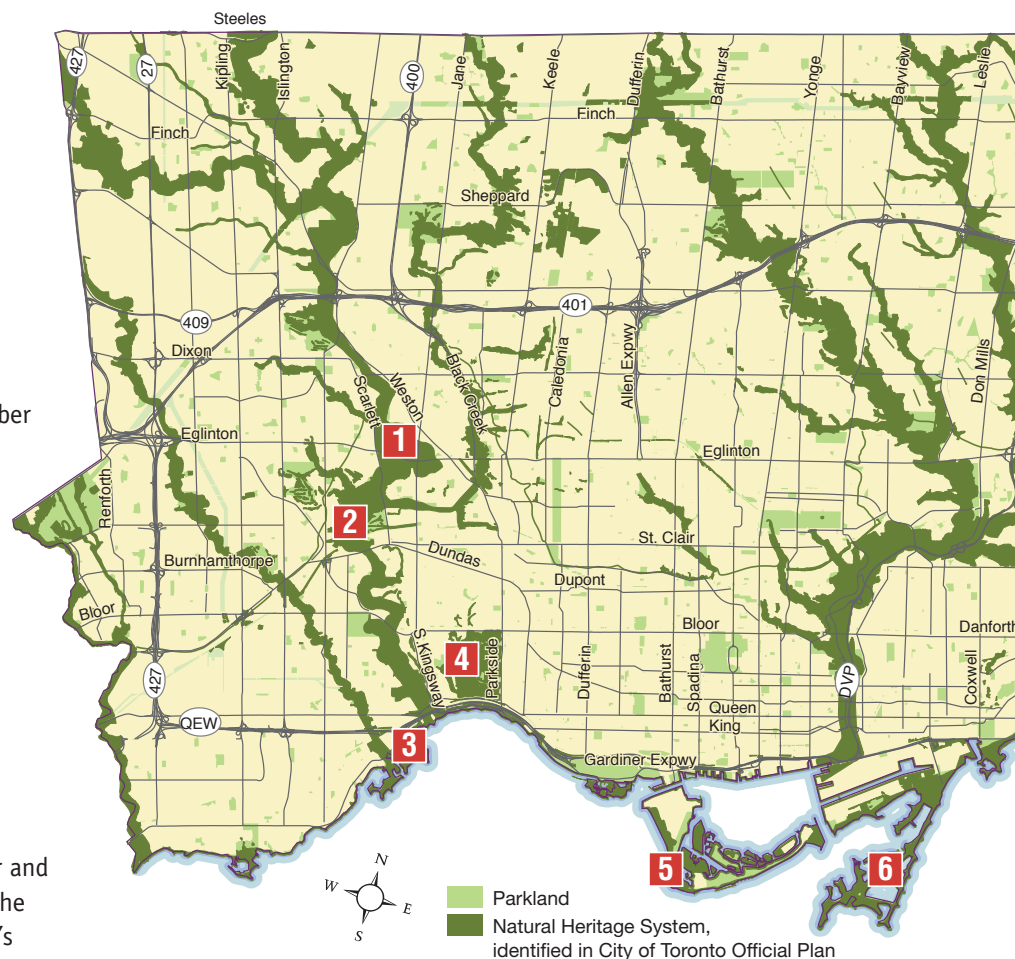 Steeles
427
27
Kipling
Islington
400
Jane
Keele
Dufferin
Bathurst
Yonge
Bayview
Leslie
Finch
Finch
Sheppard
401
409
Dixon
Scarlett
Weston
Black Creek
Caledonia
Allen Expwy
Don Mills
ber
Eglinton
1
Eglinton
Renforth
2
St. Clair
Dundas
Burnhamthorpe
Dupont
Bloor
Bloor
Danforth
S Kingsway
4
Parkside
Dufferin
Bathurst
Spadina
Queen
King
DVP
Coxwell
427
QEW
3
Gardiner Expwy
5
6
r and
he
's
N
W
E
S
Parkland
Natural Heritage System,
identified in City of Toronto Official Plan